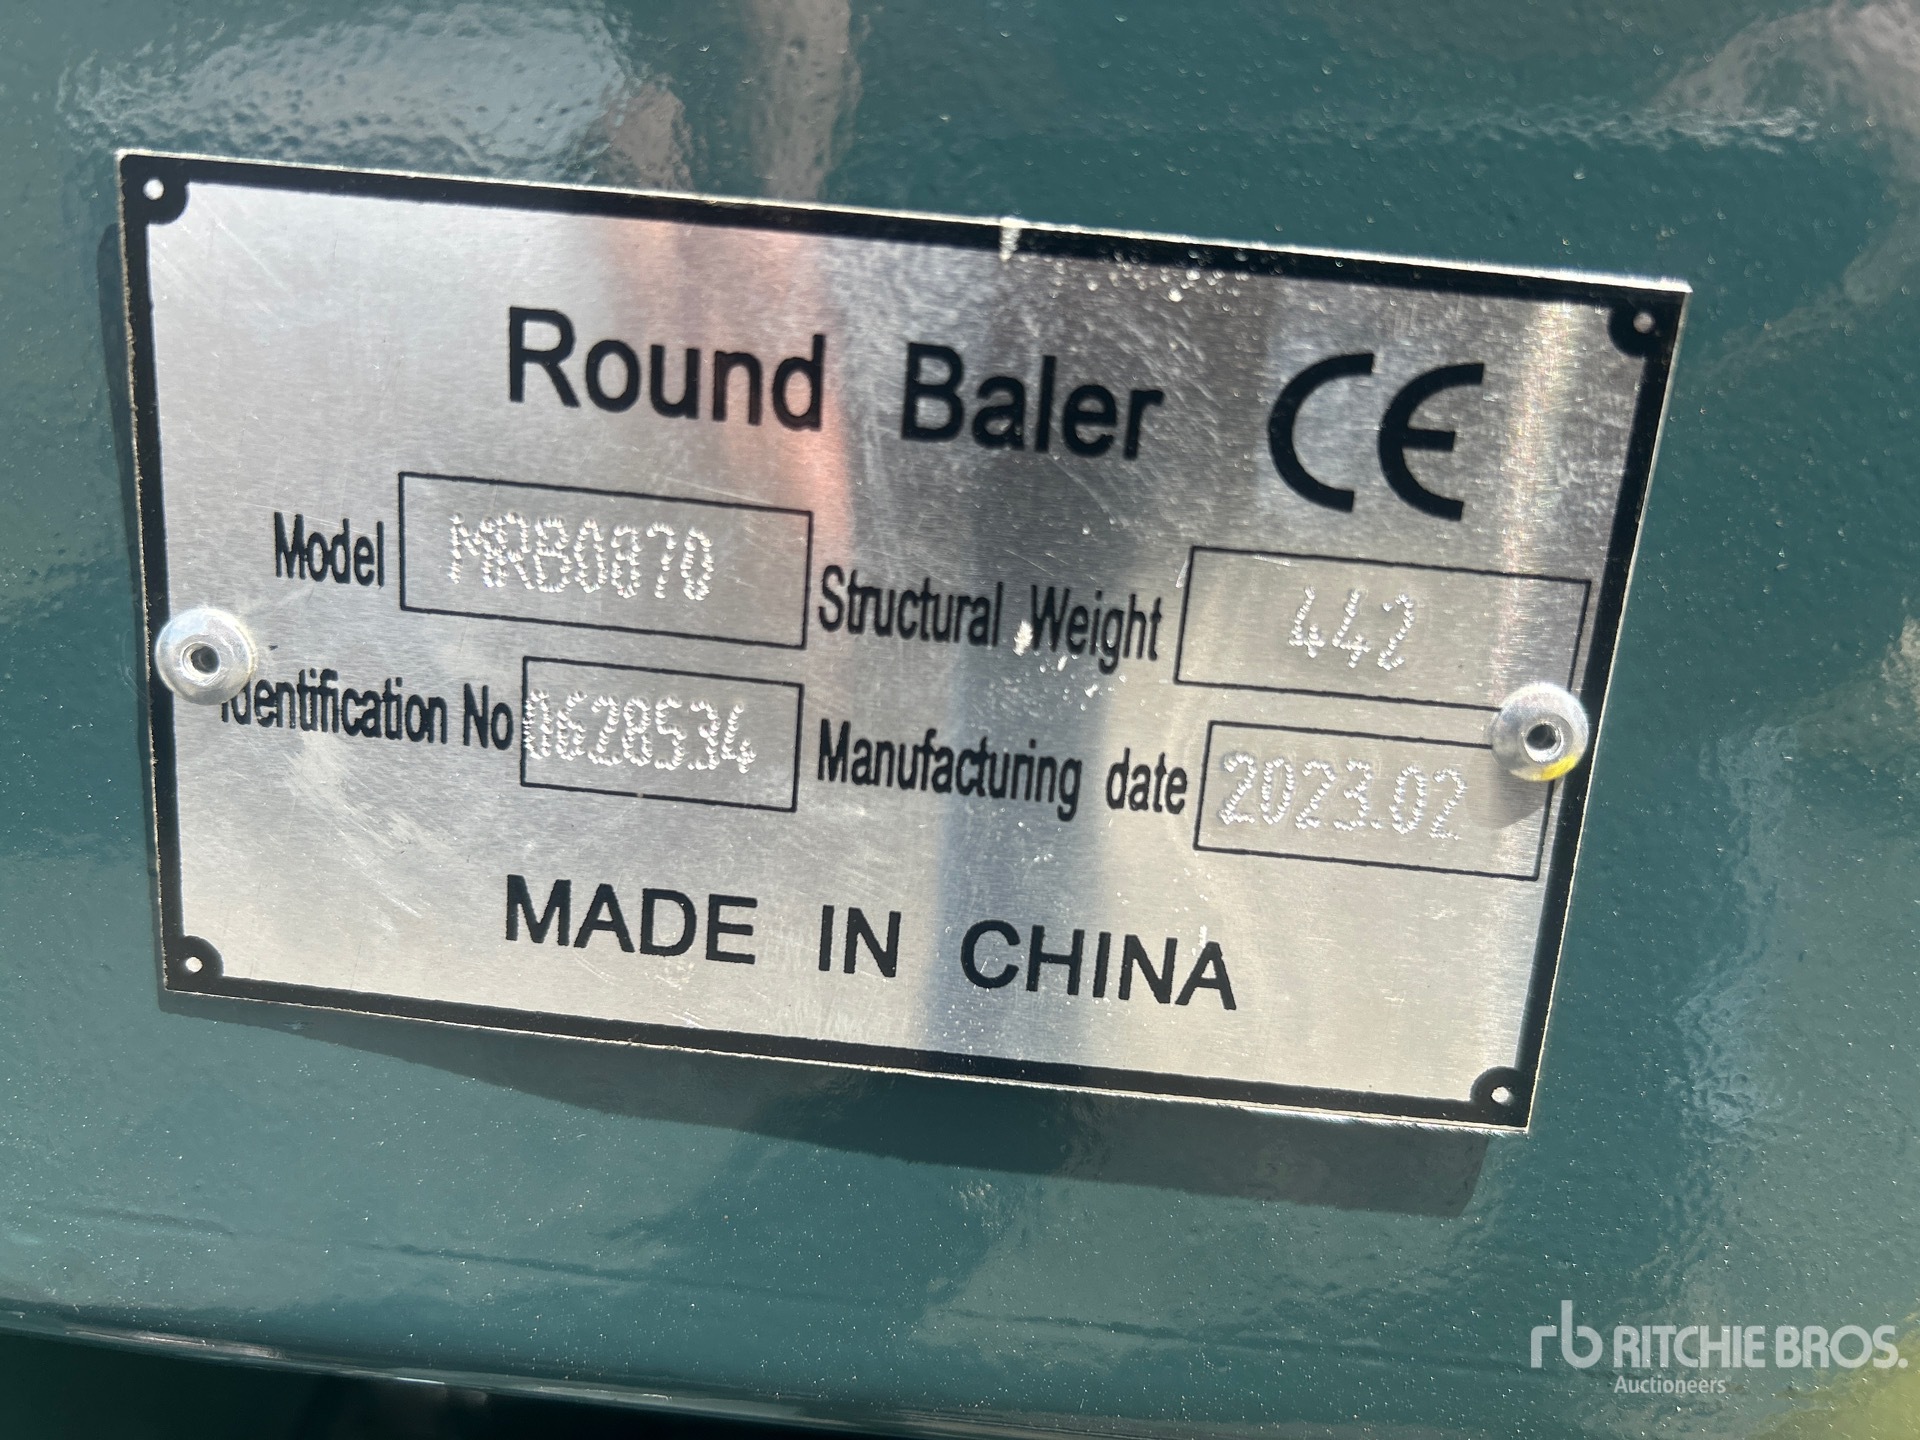 Round Baler CE
Model MRB0870 Structural Weight 442
Identification No 0628534 Manufacturing date 2023.02
MADE IN CHINA
rb RITCHIE BROS.
Auctioneers